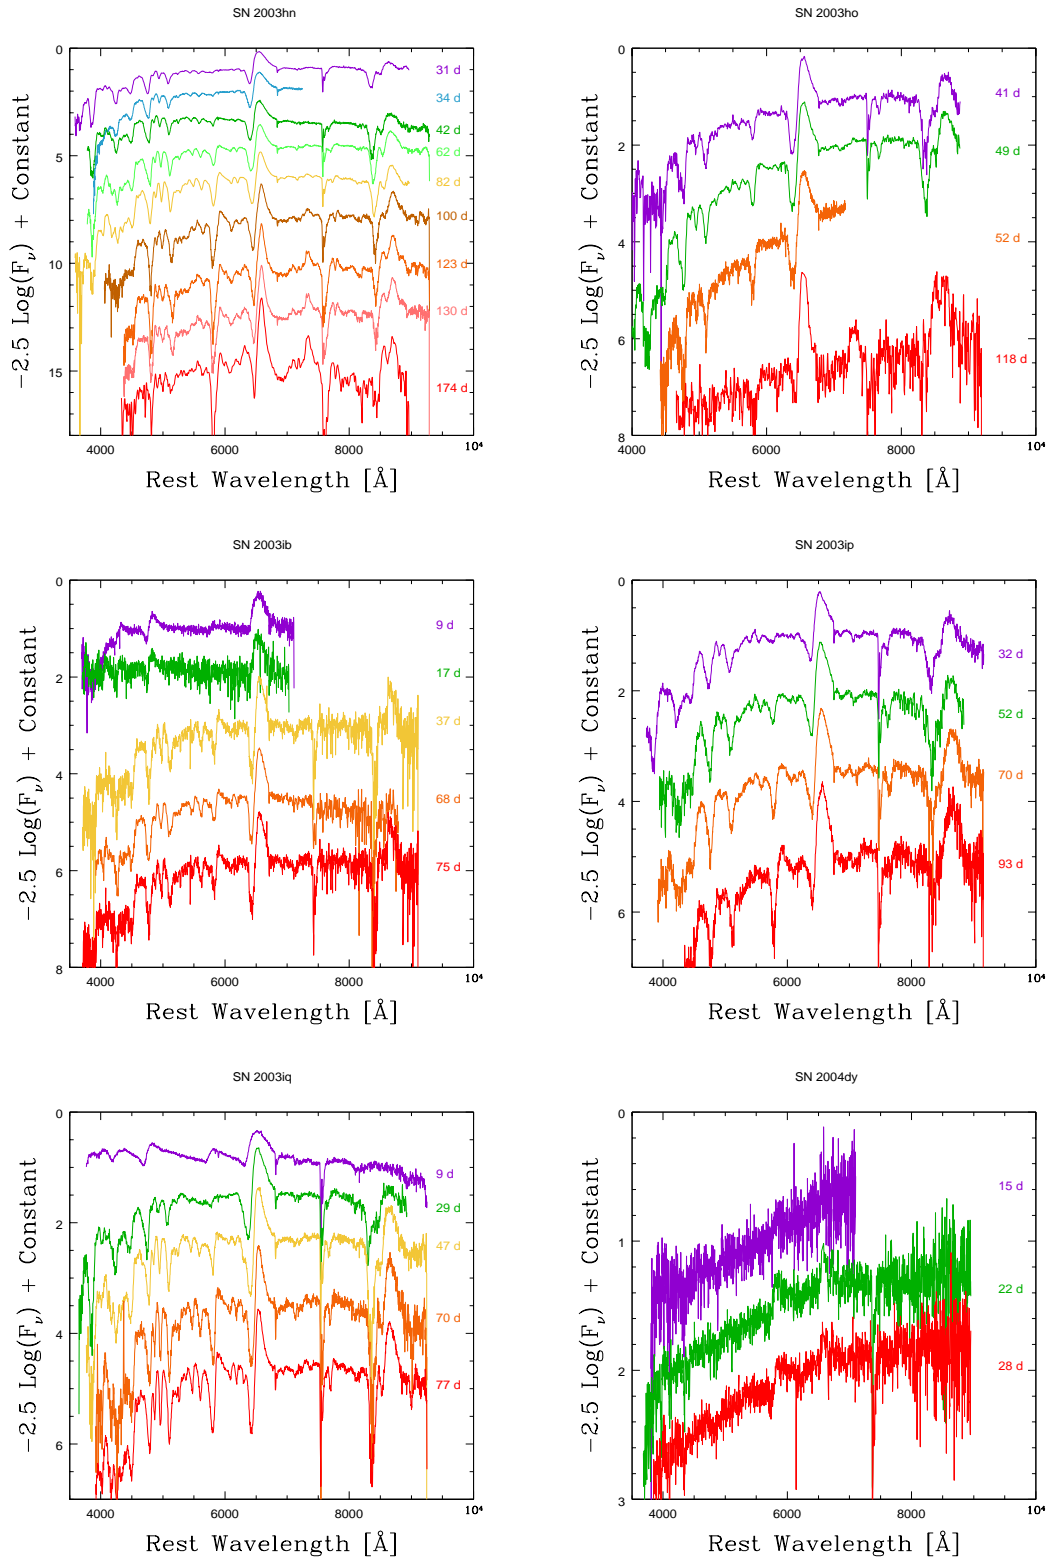 SN 2003hn
0
5
10
15
-2.5 Log(Fν) + Constant
31 d
34 d
42 d
62 d
82 d
100 d
123 d
130 d
174 d
4000 6000 8000 10⁴
Rest Wavelength [Å]
SN 2003ho
0
2
4
6
8
-2.5 Log(Fν) + Constant
41 d
49 d
52 d
118 d
4000 6000 8000 10⁴
Rest Wavelength [Å]
SN 2003ib
0
2
4
6
8
-2.5 Log(Fν) + Constant
9 d
17 d
37 d
68 d
75 d
4000 6000 8000 10⁴
Rest Wavelength [Å]
SN 2003ip
0
2
4
6
-2.5 Log(Fν) + Constant
32 d
52 d
70 d
93 d
4000 6000 8000 10⁴
Rest Wavelength [Å]
SN 2003iq
0
2
4
6
-2.5 Log(Fν) + Constant
9 d
29 d
47 d
70 d
77 d
4000 6000 8000 10⁴
Rest Wavelength [Å]
SN 2004dy
0
1
2
3
-2.5 Log(Fν) + Constant
15 d
22 d
28 d
4000 6000 8000 10⁴
Rest Wavelength [Å]